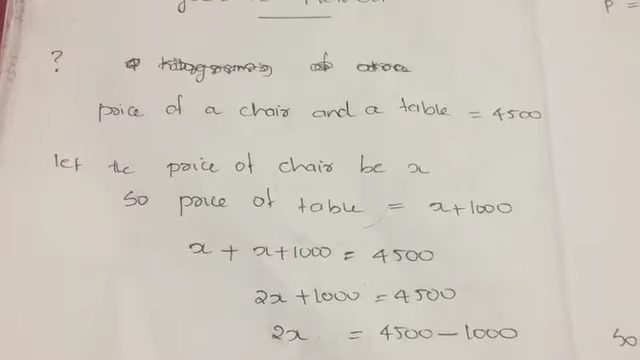 ?
price of a chair and a table = 4500
let the price of chair be x
so price of table = x+1000
x + x+1000 = 4500
2x+1000 = 4500
2x = 4500-1000
P =
so